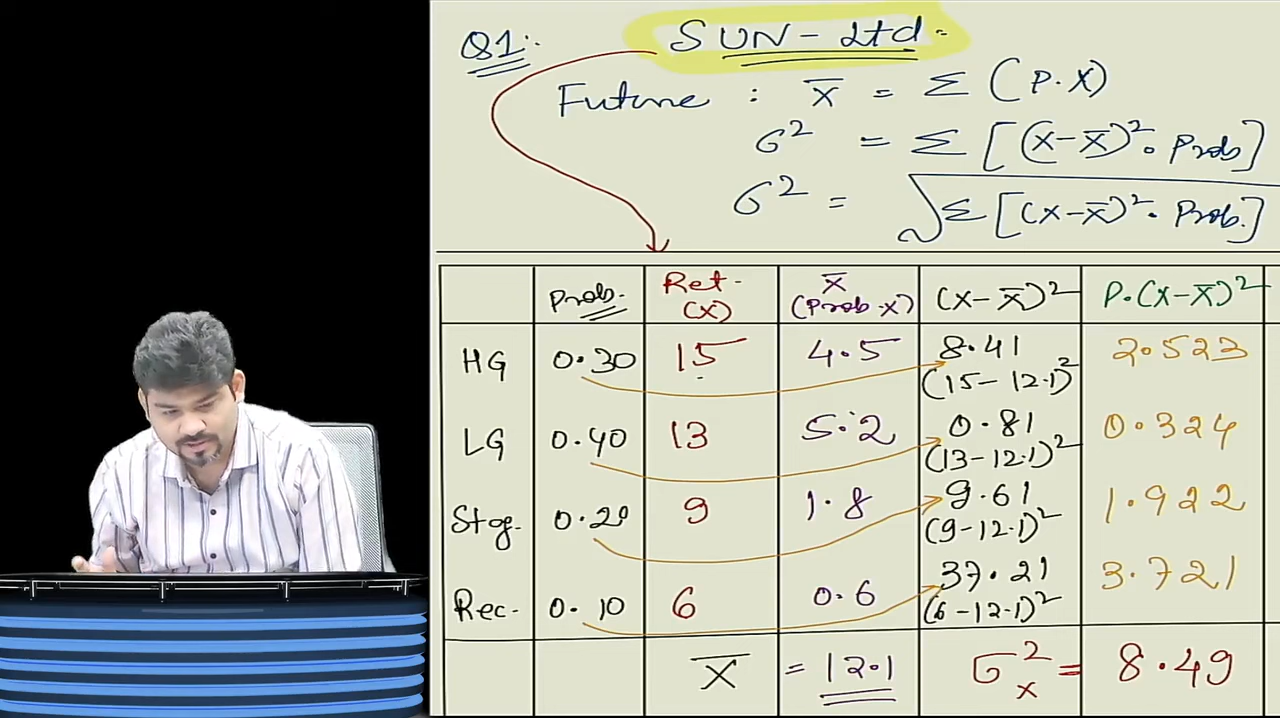 Q1:. SUN-Ltd.
Future : X̅ = Σ (P.X)
σ² = Σ [(X-X̅)². Prob]
σ² = √Σ [(X-X̅)². Prob.]
Prob. Ret. (X) X̅ (Prob.X) (X-X̅)² P.(X-X̅)²
HG 0.30 15 4.5 8.41 (15-12.1)² 2.523
LG 0.40 13 5.2 0.81 (13-12.1)² 0.324
Stag. 0.20 9 1.8 9.61 (9-12.1)² 1.922
Rec. 0.10 6 0.6 37.21 (6-12.1)² 3.721
X̅ = 12.1 σ²x = 8.49